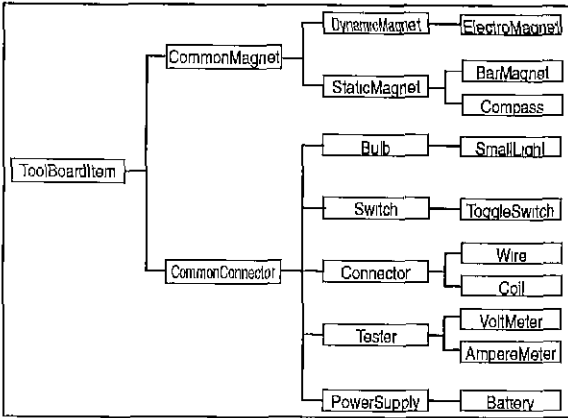 DynamicMagnet
ElectroMagnet
CommonMagnet
BarMagnet
StaticMagnet
Compass
Bulb
SmallLight
ToolBoardItem
Switch
ToggleSwitch
Wire
CommonConnector
Connector
Coil
VoltMeter
Tester
AmpereMeter
PowerSupply
Battery